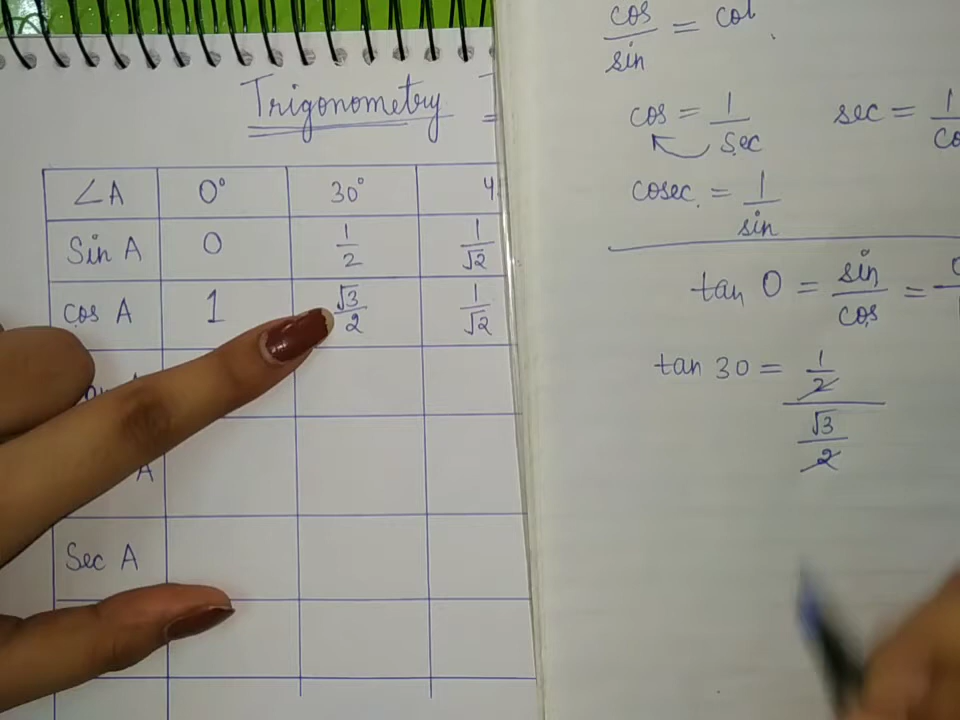 Trigonometry
∠A 0° 30°
Sin A 0 1/2 1/√2
cos A 1 √3/2 1/√2
A
Sec A
cos/sin = cot
cos = 1/sec
sec =
cosec = 1/sin
tan 0 = sin/cos =
tan 30 = 1/2 / √3/2